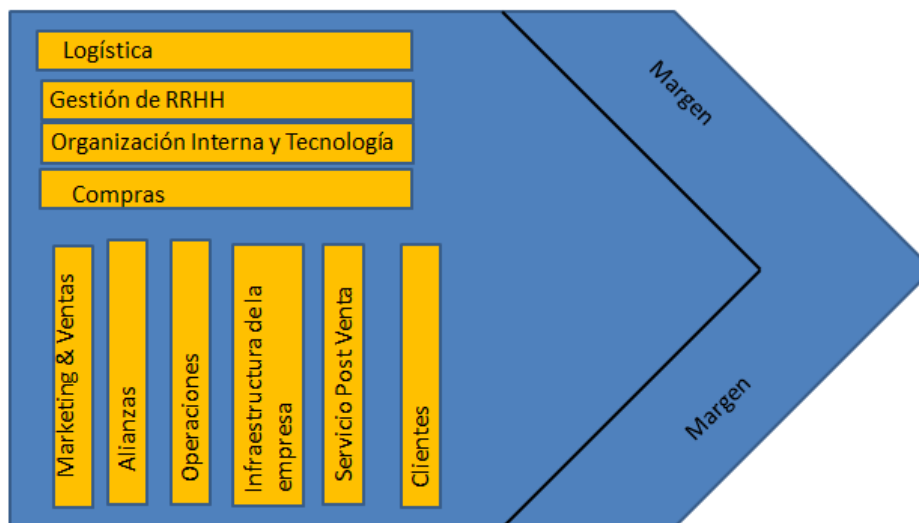 Logística
Gestión de RRHH
Organización Interna y Tecnología
Compras
Marketing & Ventas
Alianzas
Operaciones
Infraestructura de la
empresa
Servicio Post Venta
Clientes
Margen
Margen